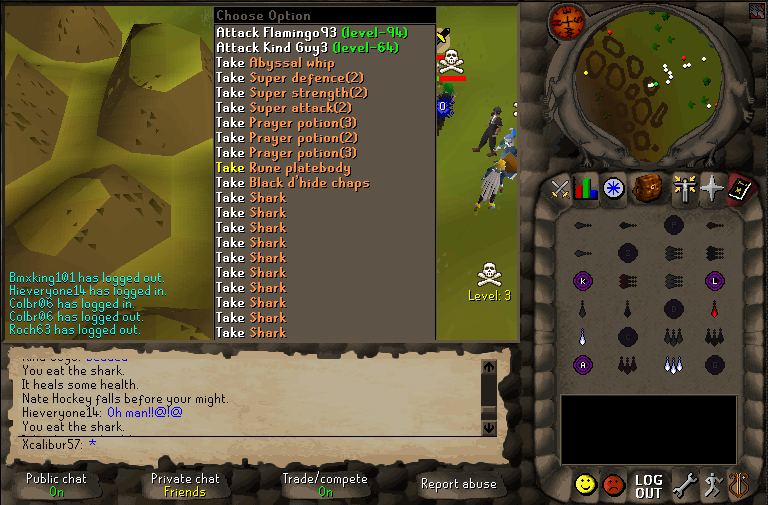 Choose Option
Attack Flamingo93 (level-94)
Attack Kind Guy3 (level-64)
Take Abyssal whip
Take Super defence(2)
Take Super strength(2)
Take Super attack(2)
Take Prayer potion(3)
Take Prayer potion(2)
Take Prayer potion(3)
Take Rune platebody
Take Black d'hide chaps
Take Shark
Take Shark
Take Shark
Take Shark
Take Shark
Take Shark
Take Shark
Take Shark
Take Shark
Take Shark
Level: 3
Bmxking101 has logged out.
Hieveryone14 has logged in.
Colbr06 has logged in.
Colbr06 has logged out.
Roch63 has logged out.
You eat the shark.
It heals some health.
Nate Hockey falls before your might.
Hieveryone14: Oh man!!@!@
You eat the shark.
Xcalibur57: *
Public chat
On
Private chat
Friends
Trade/compete
On
Report abuse
K
L
A
LOG
OUT